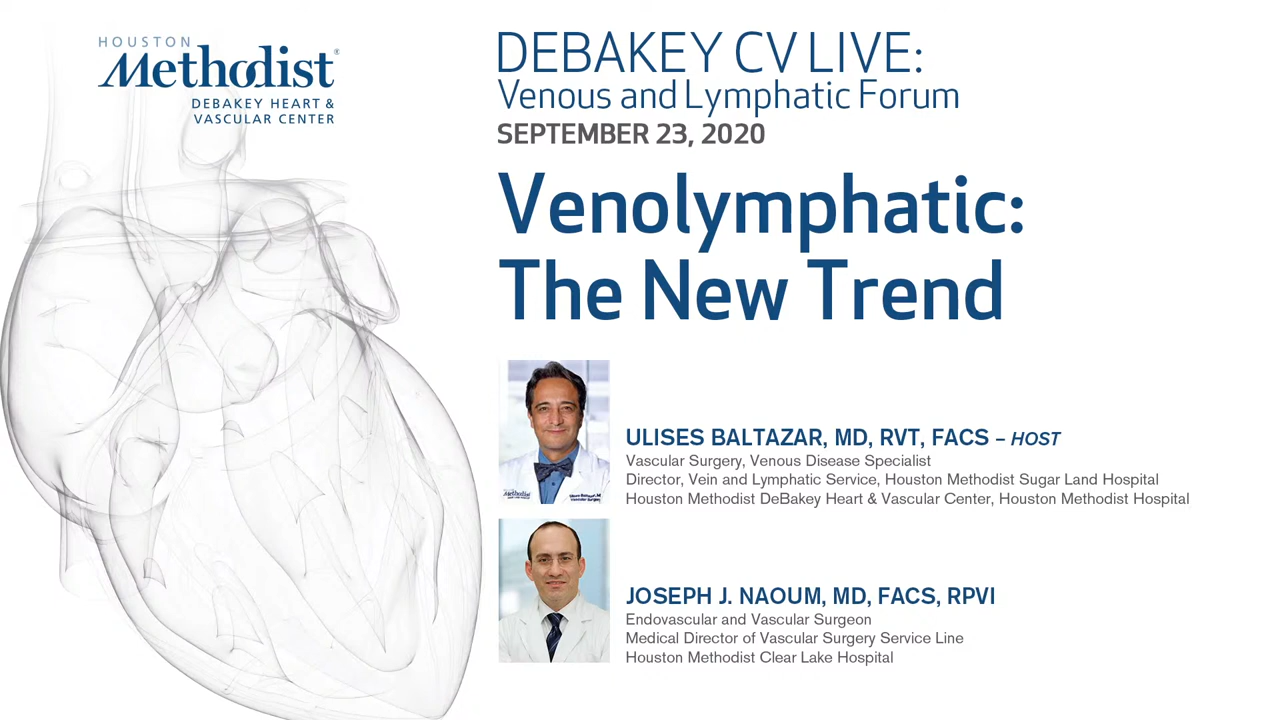 HOUSTON
Methodist®
DEBAKEY HEART &
VASCULAR CENTER
DEBAKEY CV LIVE:
Venous and Lymphatic Forum
SEPTEMBER 23, 2020
Venolymphatic:
The New Trend
Methodist
ULISES BALTAZAR, MD, RVT, FACS – HOST
Vascular Surgery, Venous Disease Specialist
Director, Vein and Lymphatic Service, Houston Methodist Sugar Land Hospital
Houston Methodist DeBakey Heart & Vascular Center, Houston Methodist Hospital
JOSEPH J. NAOUM, MD, FACS, RPVI
Endovascular and Vascular Surgeon
Medical Director of Vascular Surgery Service Line
Houston Methodist Clear Lake Hospital